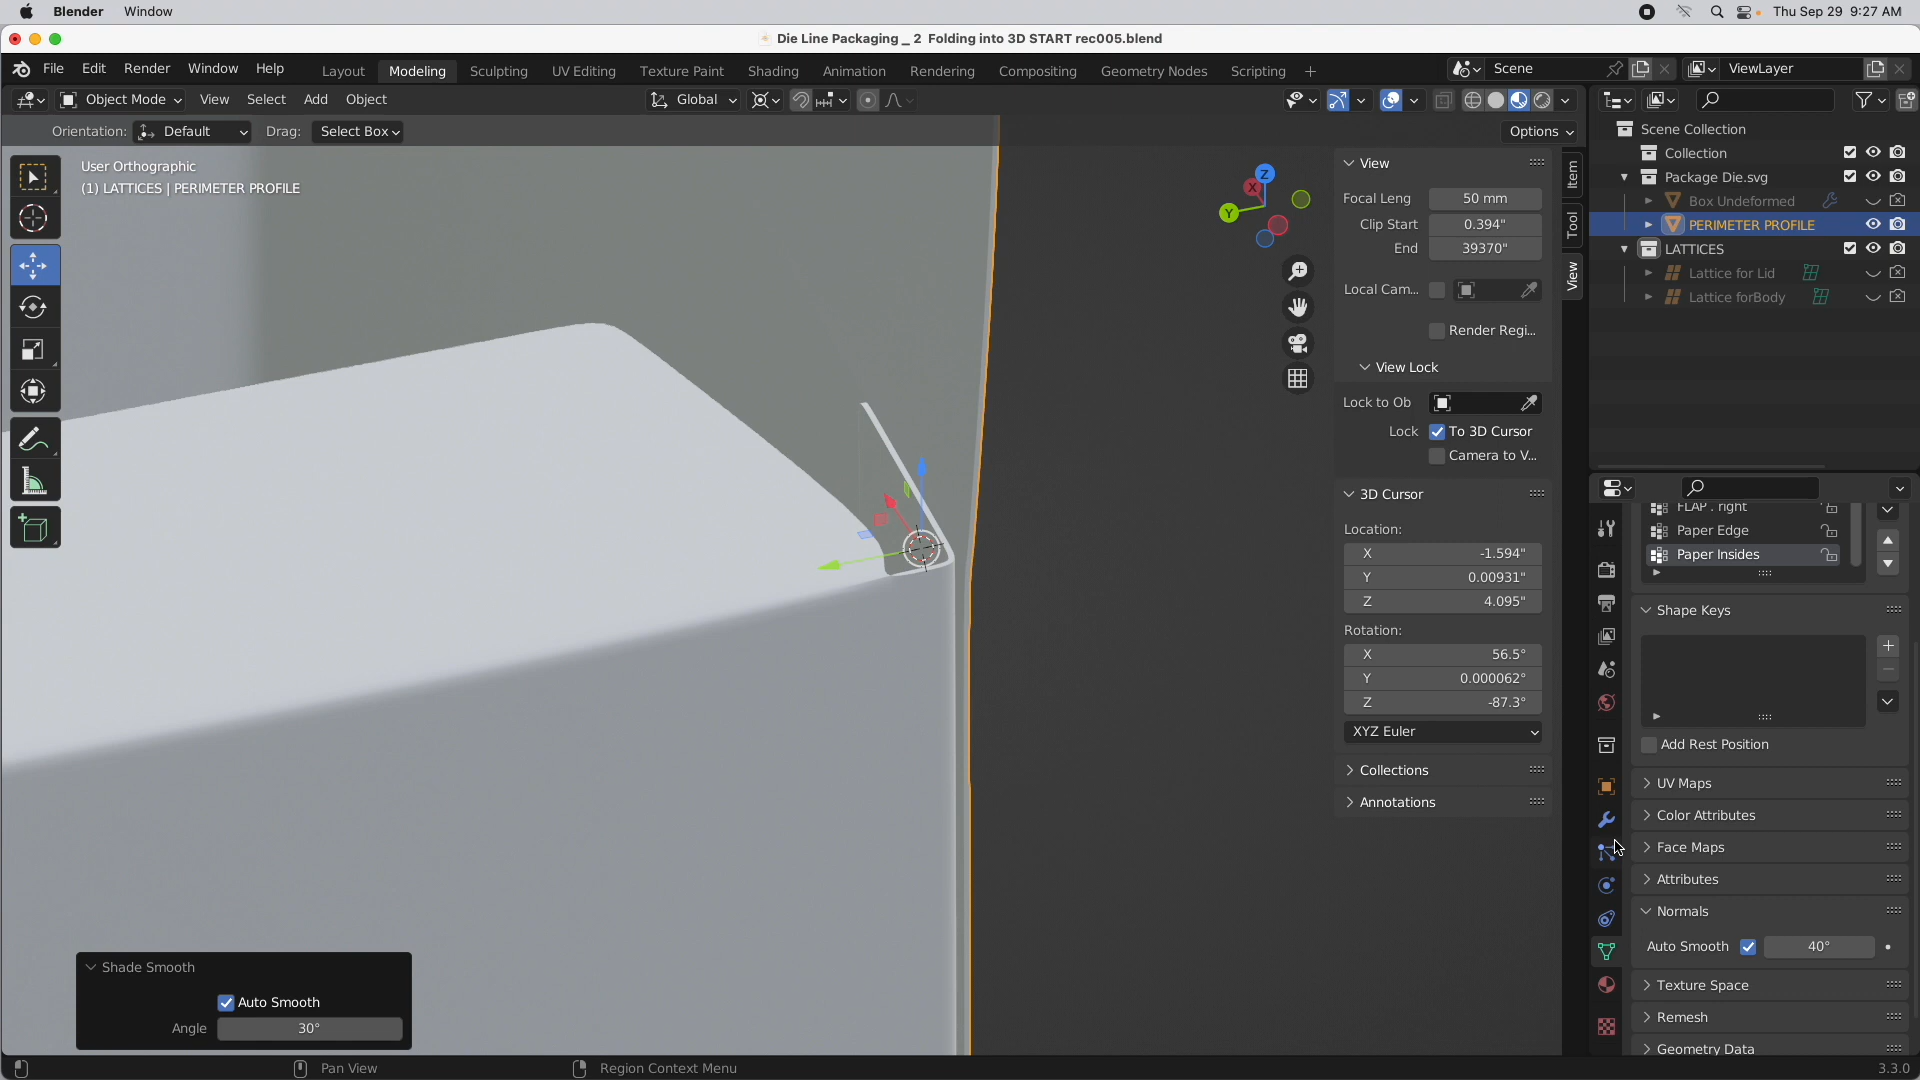 Blender Window Thu Sep 29 9:27 AM
Die Line Packaging _ 2 Folding into 3D START rec005.blend
File Edit Render Window Help Layout Modeling Sculpting UV Editing Texture Paint Shading Animation Rendering Compositing Geometry Nodes Scripting + Scene ViewLayer
Object Mode View Select Add Object Global
Orientation: Default Drag: Select Box Options
User Orthographic
(1) LATTICES | PERIMETER PROFILE
Z
X
Y
View
Focal Leng 50 mm
Clip Start 0.394"
End 39370"
Local Cam...
Render Regi...
View Lock
Lock to Ob
Lock To 3D Cursor
Camera to V...
3D Cursor
Location:
X -1.594"
Y 0.00931"
Z 4.095"
Rotation:
X 56.5°
Y 0.000062°
Z -87.3°
XYZ Euler
Collections
Annotations
Item
Tool
View
Scene Collection
Collection
Package Die.svg
Box Undeformed
PERIMETER PROFILE
LATTICES
Lattice for Lid
Lattice forBody
FLAP . right
Paper Edge
Paper Insides
Shape Keys
Add Rest Position
UV Maps
Color Attributes
Face Maps
Attributes
Normals
Auto Smooth 40°
Texture Space
Remesh
Geometry Data
Shade Smooth
Auto Smooth
Angle 30°
Pan View Region Context Menu 3.3.0